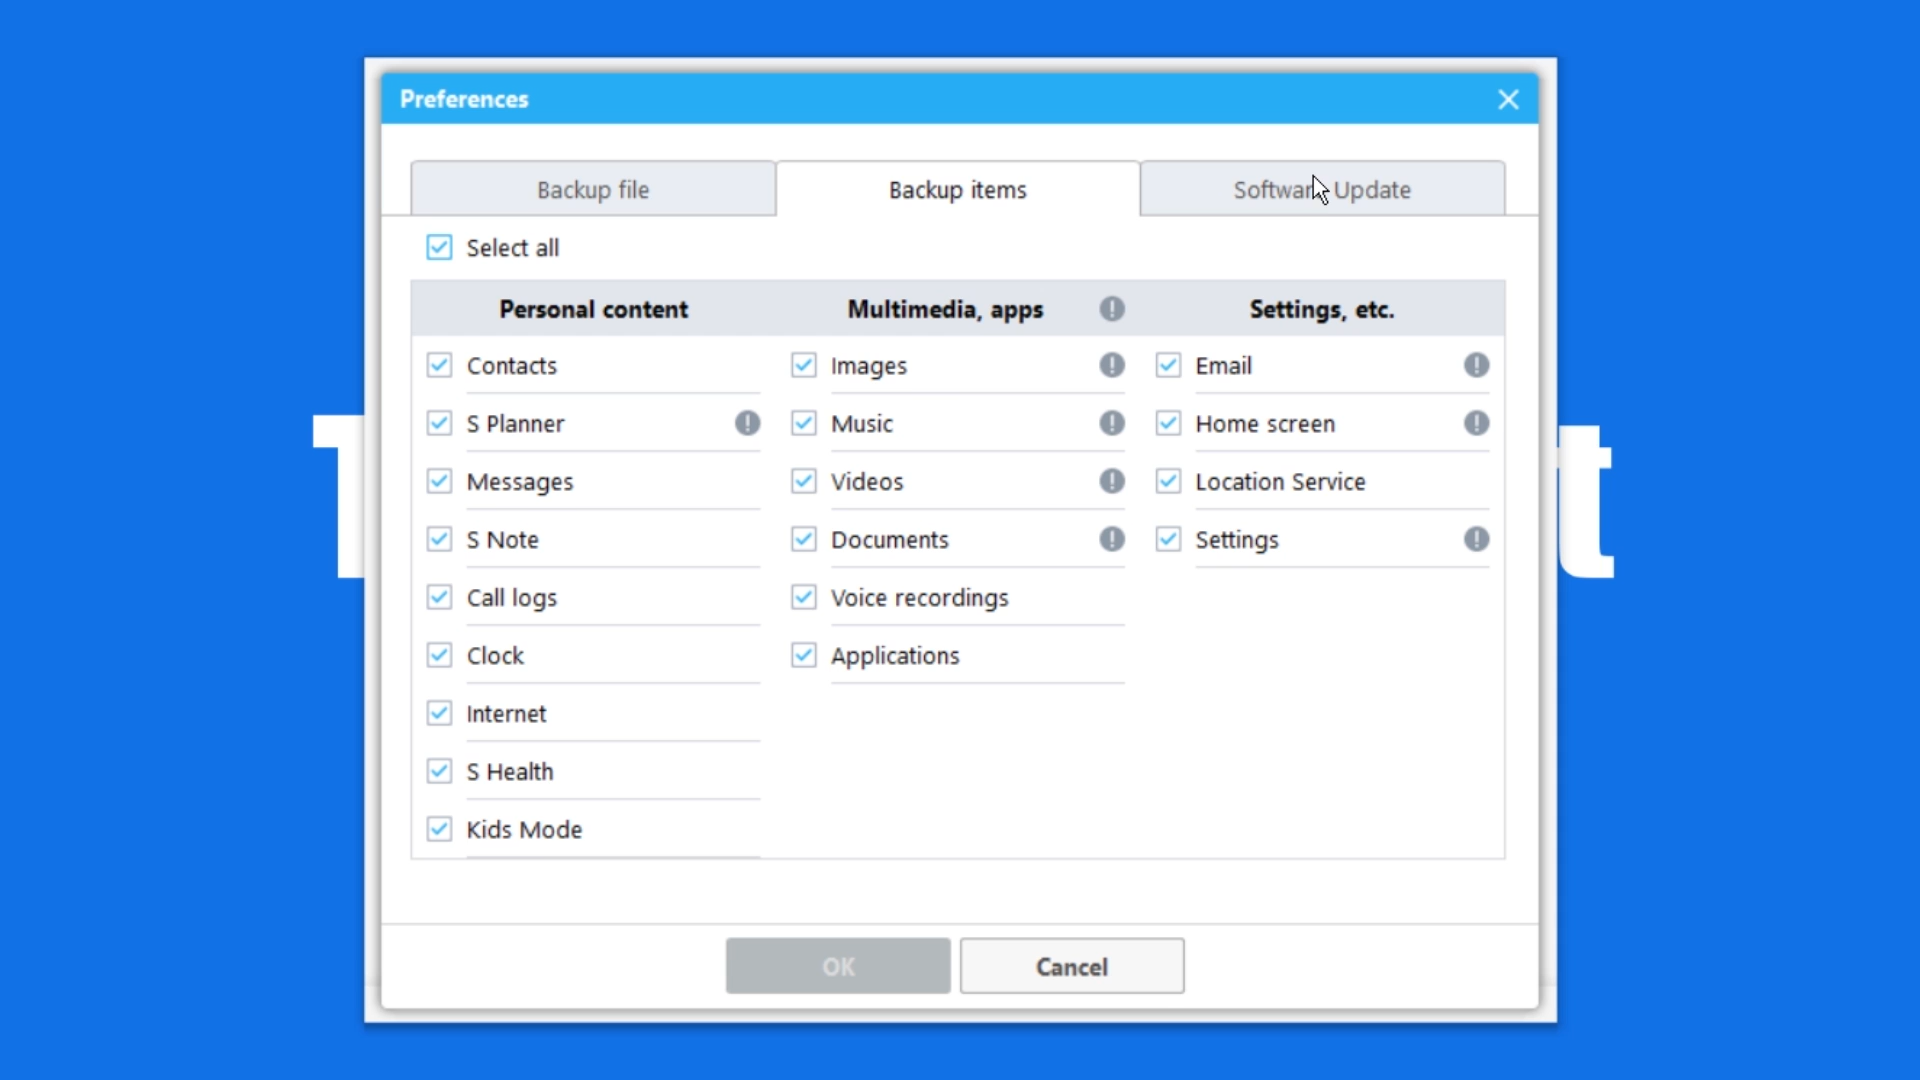 Preferences
Backup file
Backup items
Software Update
Select all
Personal content
Multimedia, apps
Settings, etc.
Contacts
Images
Email
S Planner
Music
Home screen
Messages
Videos
Location Service
S Note
Documents
Settings
Call logs
Voice recordings
Clock
Applications
Internet
S Health
Kids Mode
OK
Cancel